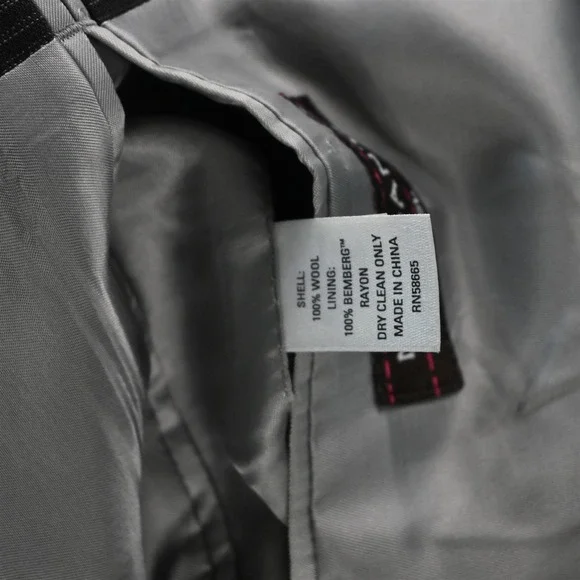 SHELL:
100% WOOL
LINING:
100% BEMBERG™
RAYON
DRY CLEAN ONLY
MADE IN CHINA
RN58665